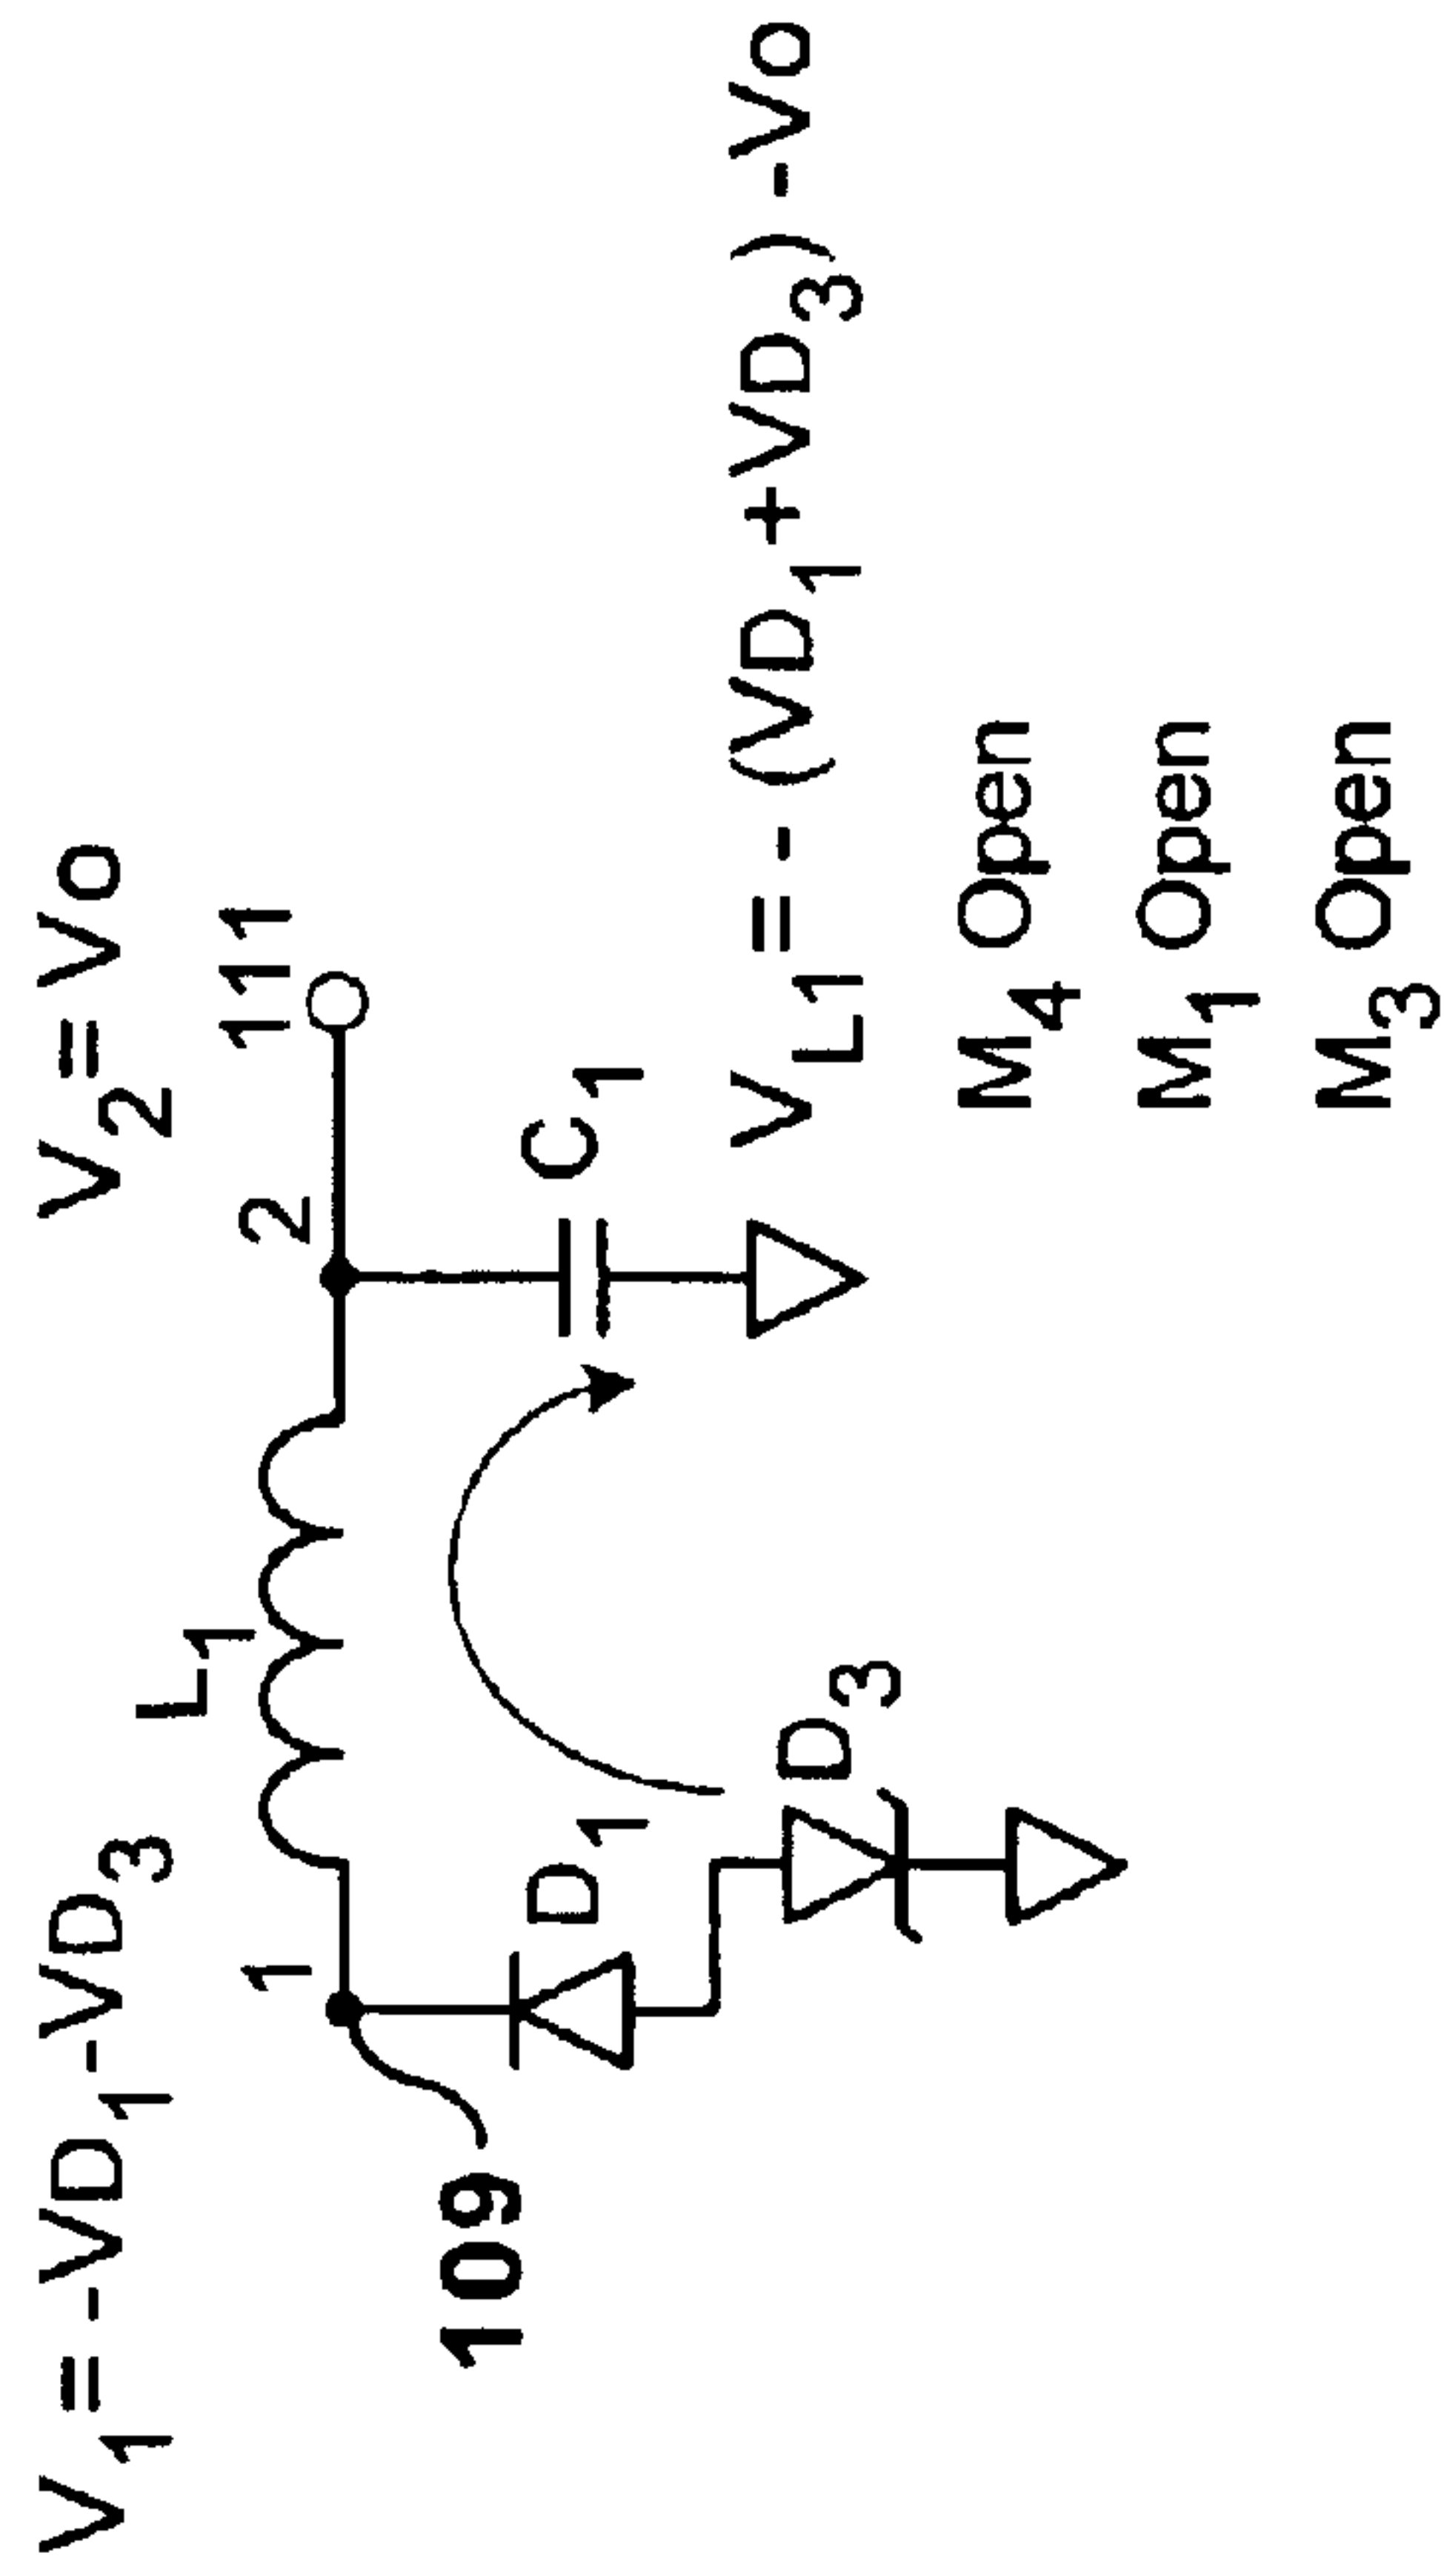 V1=-VD1-VD3
V2=Vo
1
L1
2
111
109
D1
D3
C1
VL1=-(VD1+VD3)-Vo
M4 Open
M1 Open
M3 Open